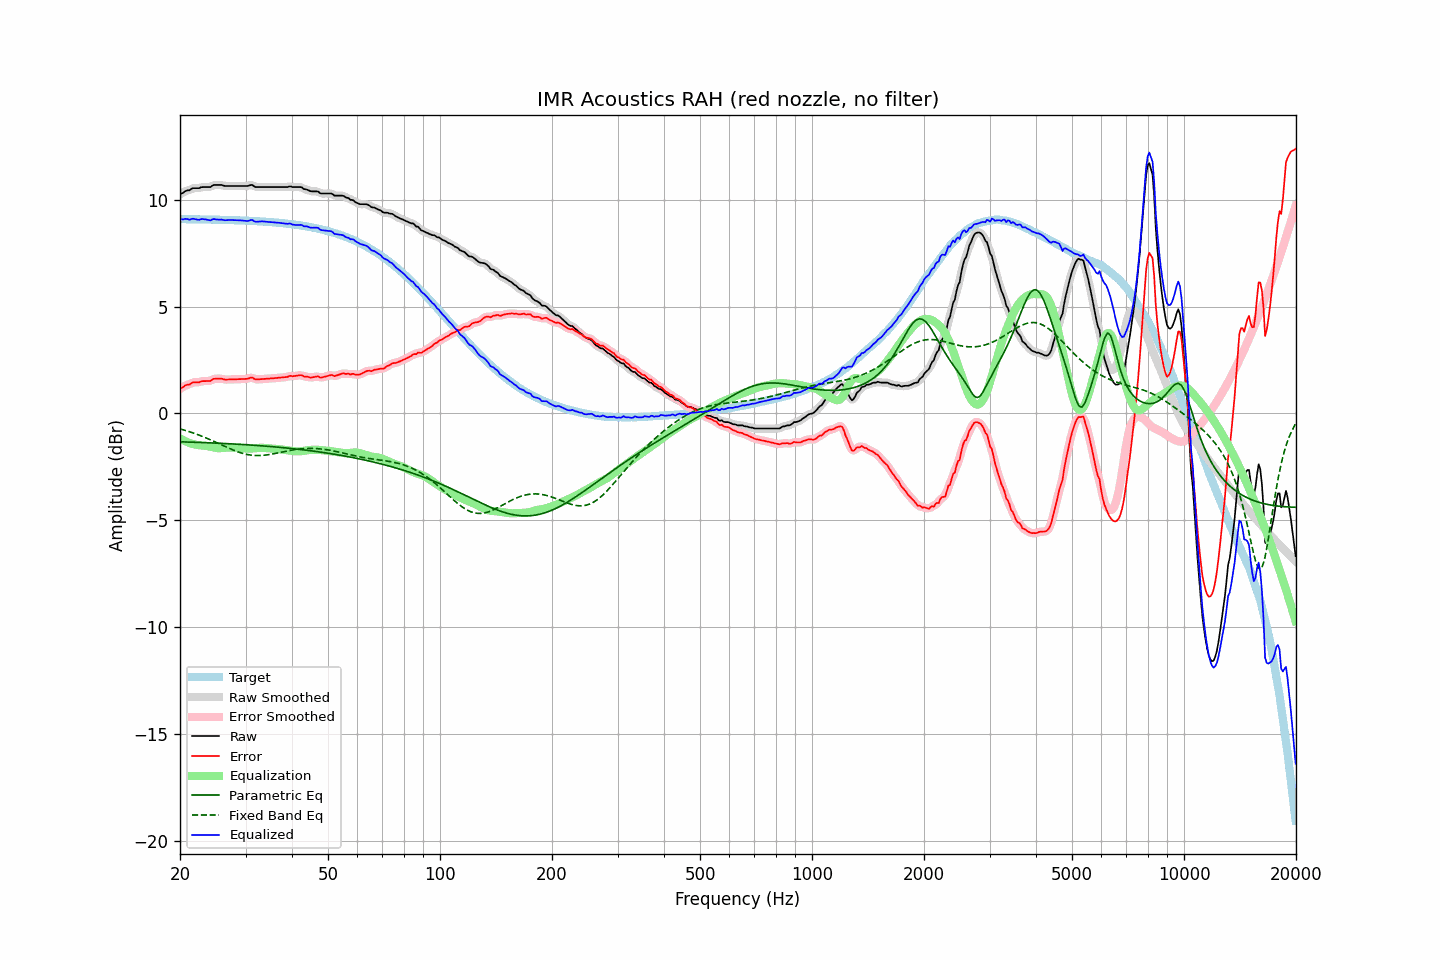 IMR Acoustics RAH (red nozzle, no filter)
Amplitude (dBr)
10
5
0
−5
−10
−15
−20
Target
Raw Smoothed
Error Smoothed
Raw
Error
Equalization
Parametric Eq
Fixed Band Eq
Equalized
20 50 100 200 500 1000 2000 5000 10000 20000
Frequency (Hz)